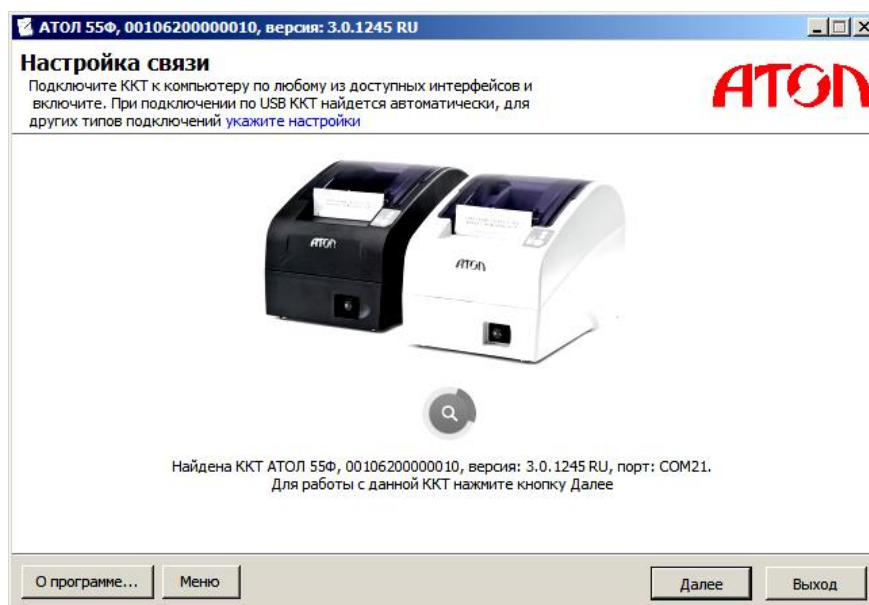 АТОЛ 55Ф, 00106200000010, версия: 3.0.1245 RU
Настройка связи
Подключите ККТ к компьютеру по любому из доступных интерфейсов и
включите. При подключении по USB ККТ найдется автоматически, для
других типов подключений укажите настройки
АТОЛ
АТОЛ
АТОЛ
Найдена ККТ АТОЛ 55Ф, 00106200000010, версия: 3.0.1245 RU, порт: COM21.
Для работы с данной ККТ нажмите кнопку Далее
О программе...
Меню
Далее
Выход